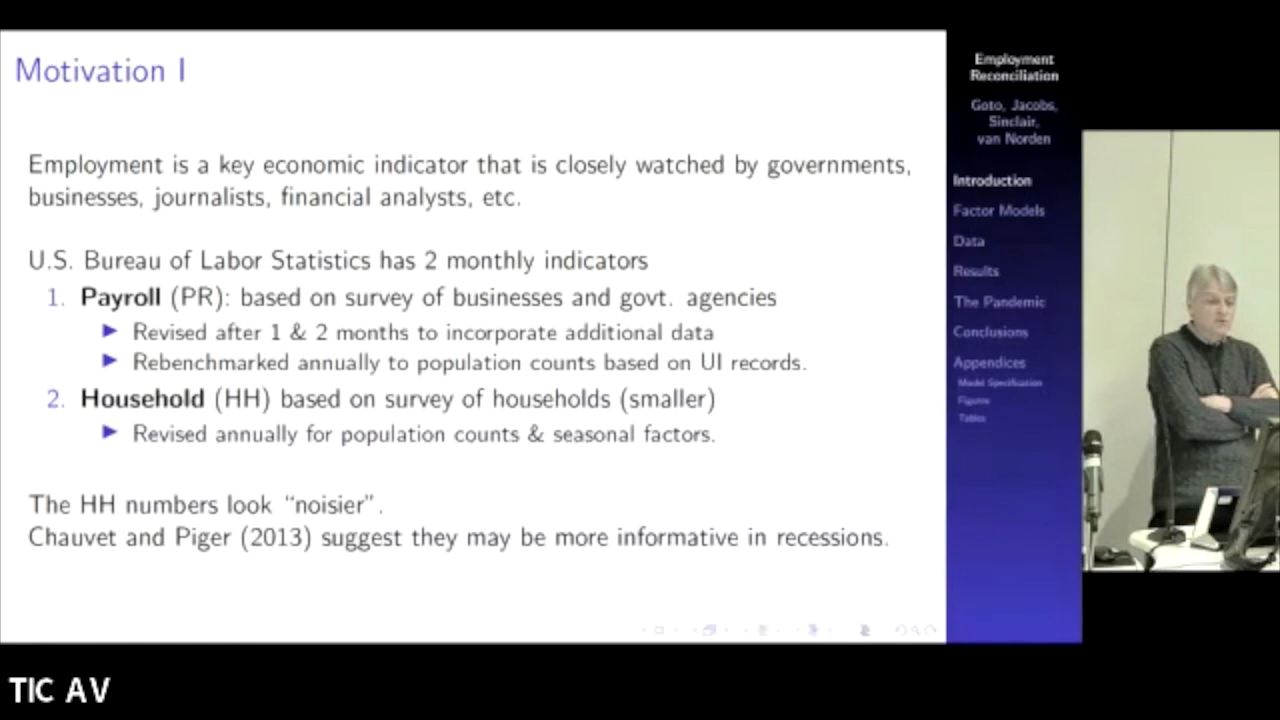 Motivation I
Employment is a key economic indicator that is closely watched by governments,
businesses, journalists, financial analysts, etc.
U.S. Bureau of Labor Statistics has 2 monthly indicators
1. Payroll (PR): based on survey of businesses and govt. agencies
▶ Revised after 1 & 2 months to incorporate additional data
▶ Rebenchmarked annually to population counts based on UI records.
2. Household (HH) based on survey of households (smaller)
▶ Revised annually for population counts & seasonal factors.
The HH numbers look “noisier”.
Chauvet and Piger (2013) suggest they may be more informative in recessions.
Employment
Reconciliation
Goto, Jacobs,
Sinclair,
van Norden
Introduction
Factor Models
Data
Results
The Pandemic
Conclusions
Appendices
Model Specification
Figures
Tables
TIC AV